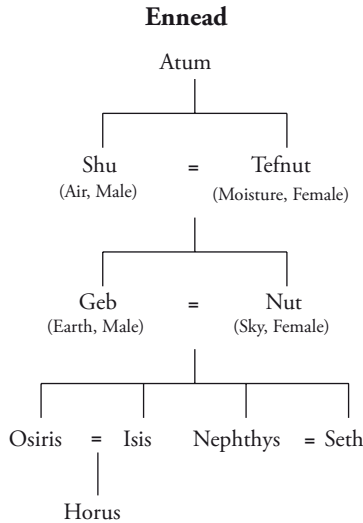 Ennead
Atum
Shu = Tefnut
(Air, Male) (Moisture, Female)
Geb = Nut
(Earth, Male) (Sky, Female)
Osiris = Isis Nephthys = Seth
Horus